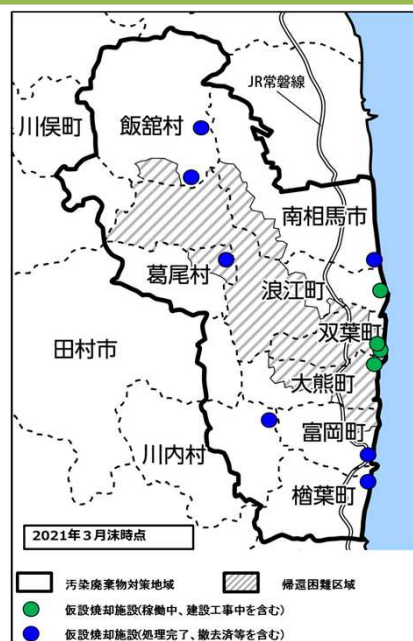 JR常磐線
川俣町
飯舘村
南相馬市
葛尾村
浪江町
双葉町
田村市
大熊町
富岡町
川内村
楢葉町
2021年3月末時点
汚染廃棄物対策地域
帰還困難区域
仮設焼却施設(稼働中、建設工事中を含む)
仮設焼却施設(処理完了、撤去済等を含む)